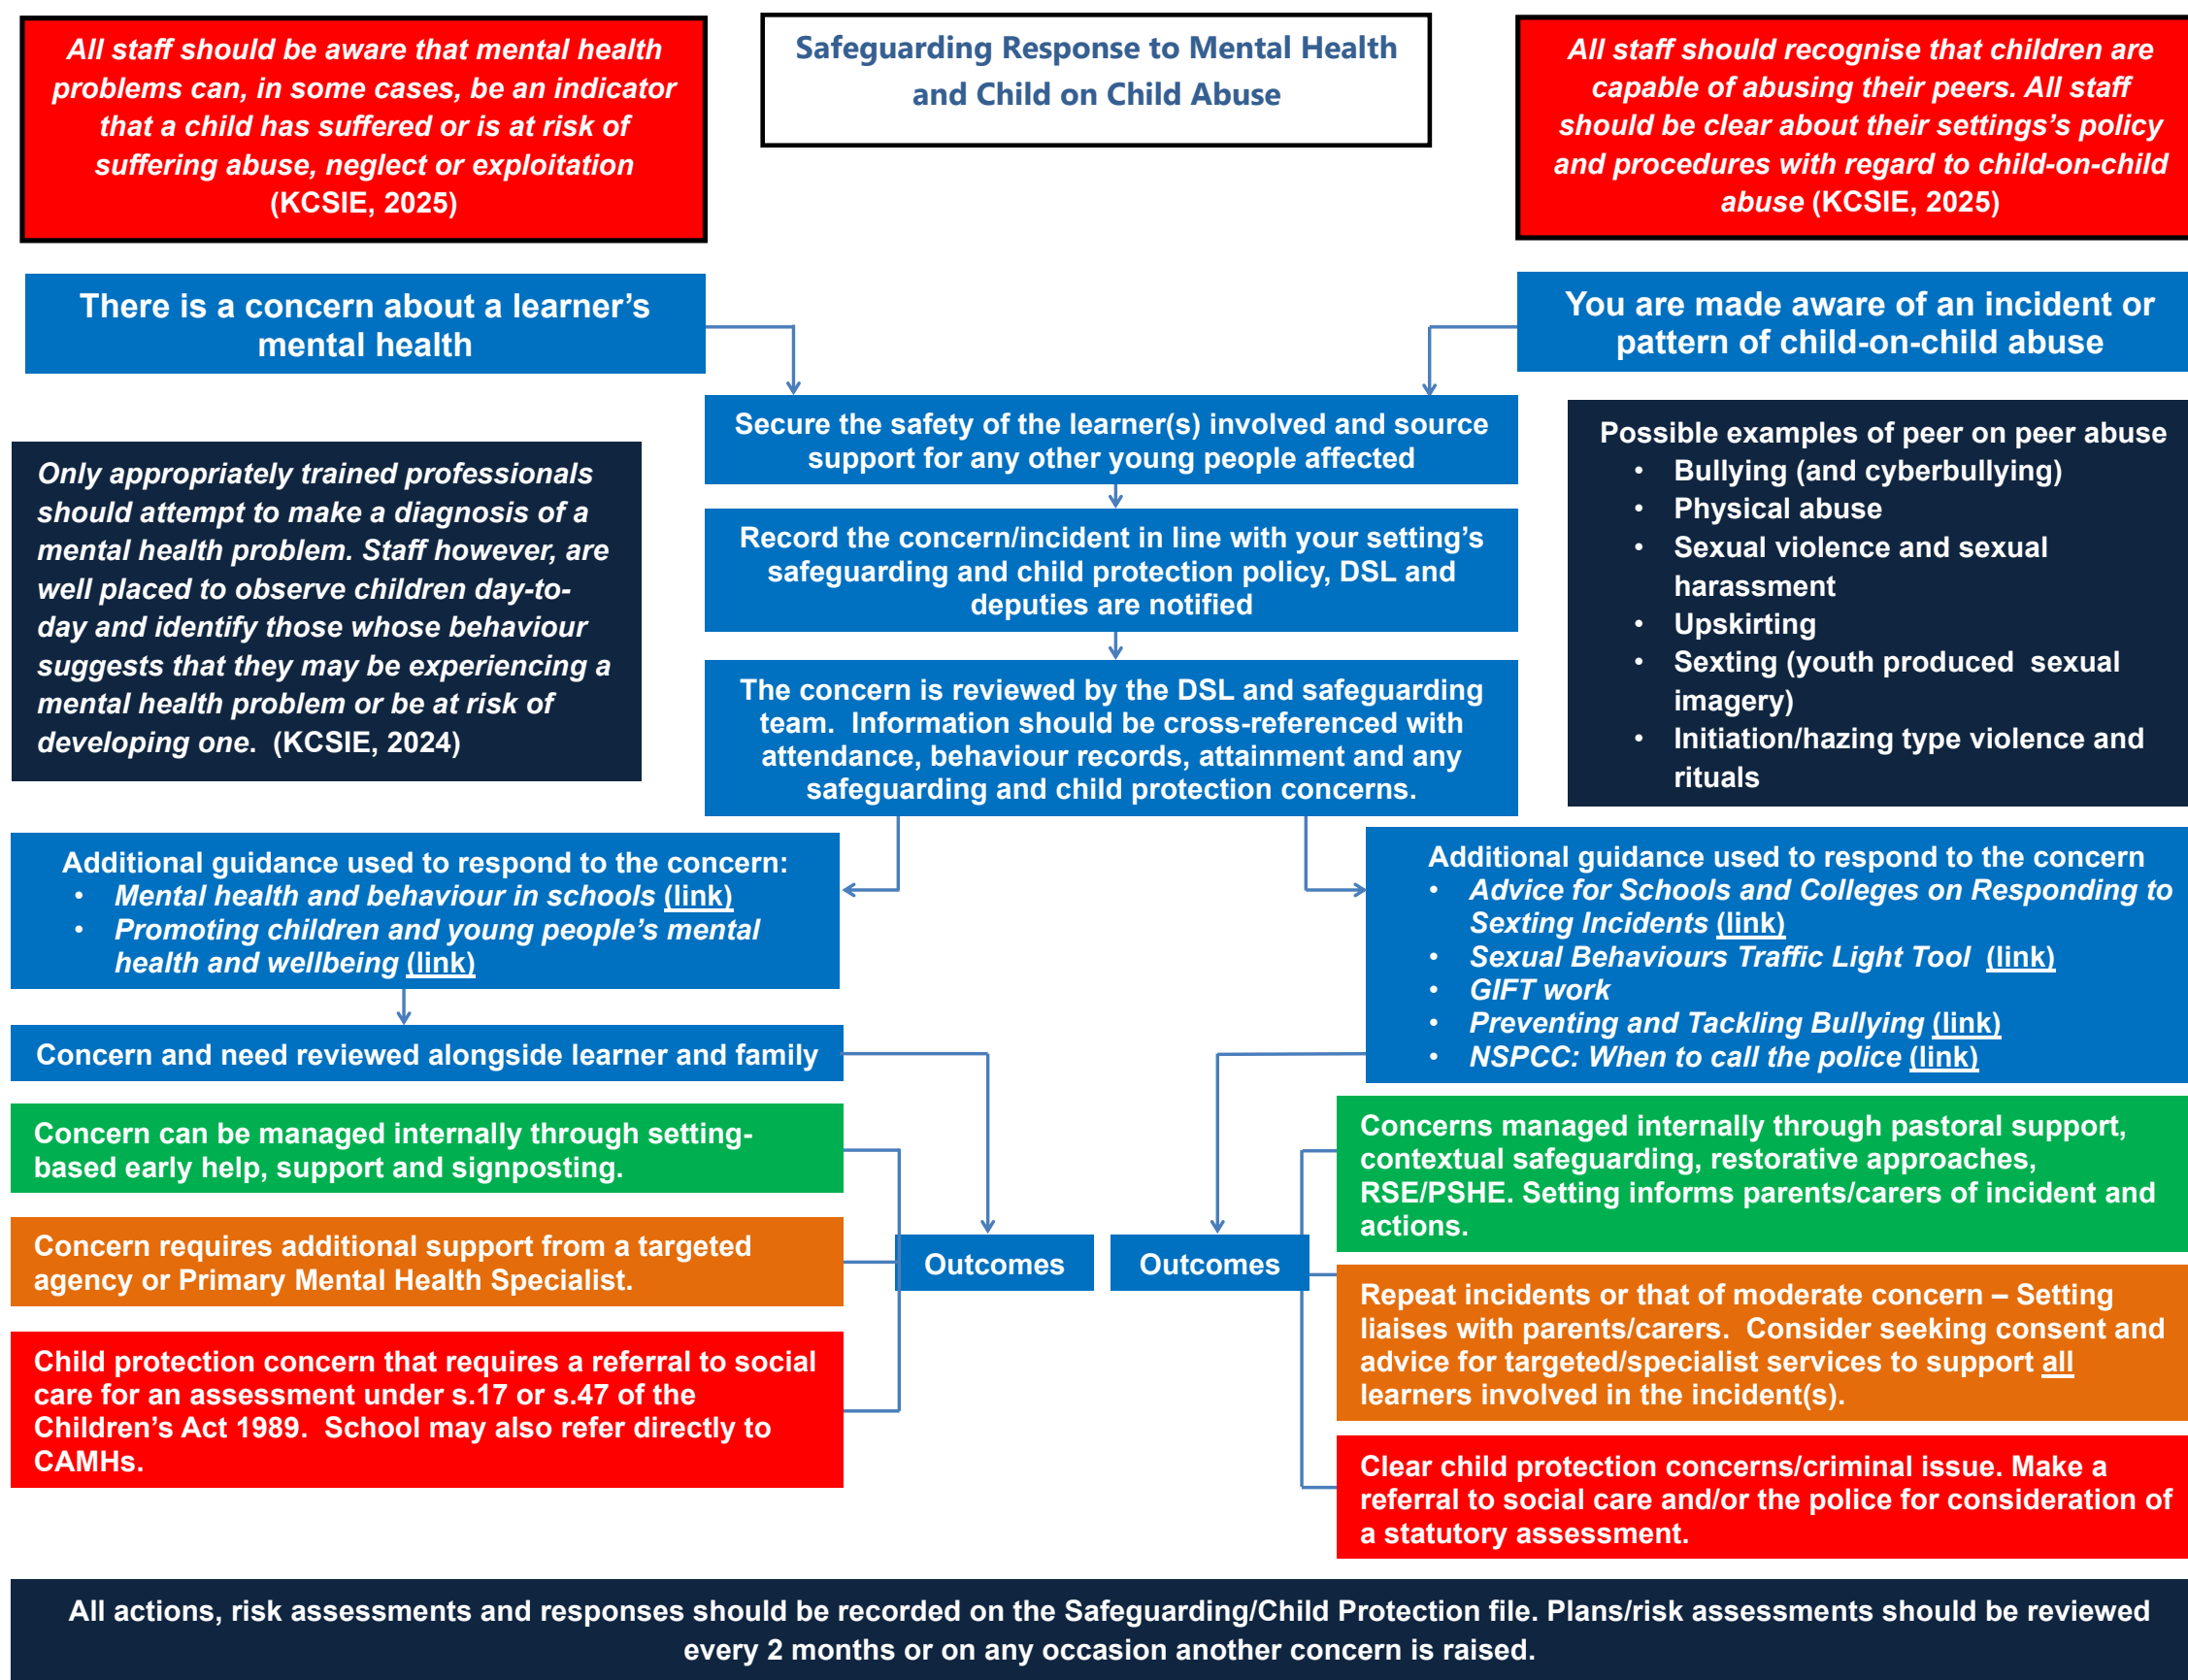 All staff should be aware that mental health
problems can, in some cases, be an indicator
that a child has suffered or is at risk of
suffering abuse, neglect or exploitation
(KCSIE, 2025)
Safeguarding Response to Mental Health
and Child on Child Abuse
All staff should recognise that children are
capable of abusing their peers. All staff
should be clear about their settings's policy
and procedures with regard to child-on-child
abuse (KCSIE, 2025)
There is a concern about a learner’s
mental health
You are made aware of an incident or
pattern of child-on-child abuse
Secure the safety of the learner(s) involved and source
support for any other young people affected
Only appropriately trained professionals
should attempt to make a diagnosis of a
mental health problem. Staff however, are
well placed to observe children day-to-
day and identify those whose behaviour
suggests that they may be experiencing a
mental health problem or be at risk of
developing one. (KCSIE, 2024)
Record the concern/incident in line with your setting’s
safeguarding and child protection policy, DSL and
deputies are notified
Possible examples of peer on peer abuse
• Bullying (and cyberbullying)
• Physical abuse
• Sexual violence and sexual
harassment
• Upskirting
• Sexting (youth produced sexual
imagery)
• Initiation/hazing type violence and
rituals
The concern is reviewed by the DSL and safeguarding
team. Information should be cross-referenced with
attendance, behaviour records, attainment and any
safeguarding and child protection concerns.
Additional guidance used to respond to the concern:
• Mental health and behaviour in schools (link)
• Promoting children and young people’s mental
health and wellbeing (link)
Additional guidance used to respond to the concern
• Advice for Schools and Colleges on Responding to
Sexting Incidents (link)
• Sexual Behaviours Traffic Light Tool (link)
• GIFT work
• Preventing and Tackling Bullying (link)
• NSPCC: When to call the police (link)
Concern and need reviewed alongside learner and family
Concern can be managed internally through setting-
based early help, support and signposting.
Concern requires additional support from a targeted
agency or Primary Mental Health Specialist.
Child protection concern that requires a referral to social
care for an assessment under s.17 or s.47 of the
Children’s Act 1989. School may also refer directly to
CAMHs.
Outcomes
Outcomes
Concerns managed internally through pastoral support,
contextual safeguarding, restorative approaches,
RSE/PSHE. Setting informs parents/carers of incident and
actions.
Repeat incidents or that of moderate concern – Setting
liaises with parents/carers. Consider seeking consent and
advice for targeted/specialist services to support all
learners involved in the incident(s).
Clear child protection concerns/criminal issue. Make a
referral to social care and/or the police for consideration of
a statutory assessment.
All actions, risk assessments and responses should be recorded on the Safeguarding/Child Protection file. Plans/risk assessments should be reviewed
every 2 months or on any occasion another concern is raised.